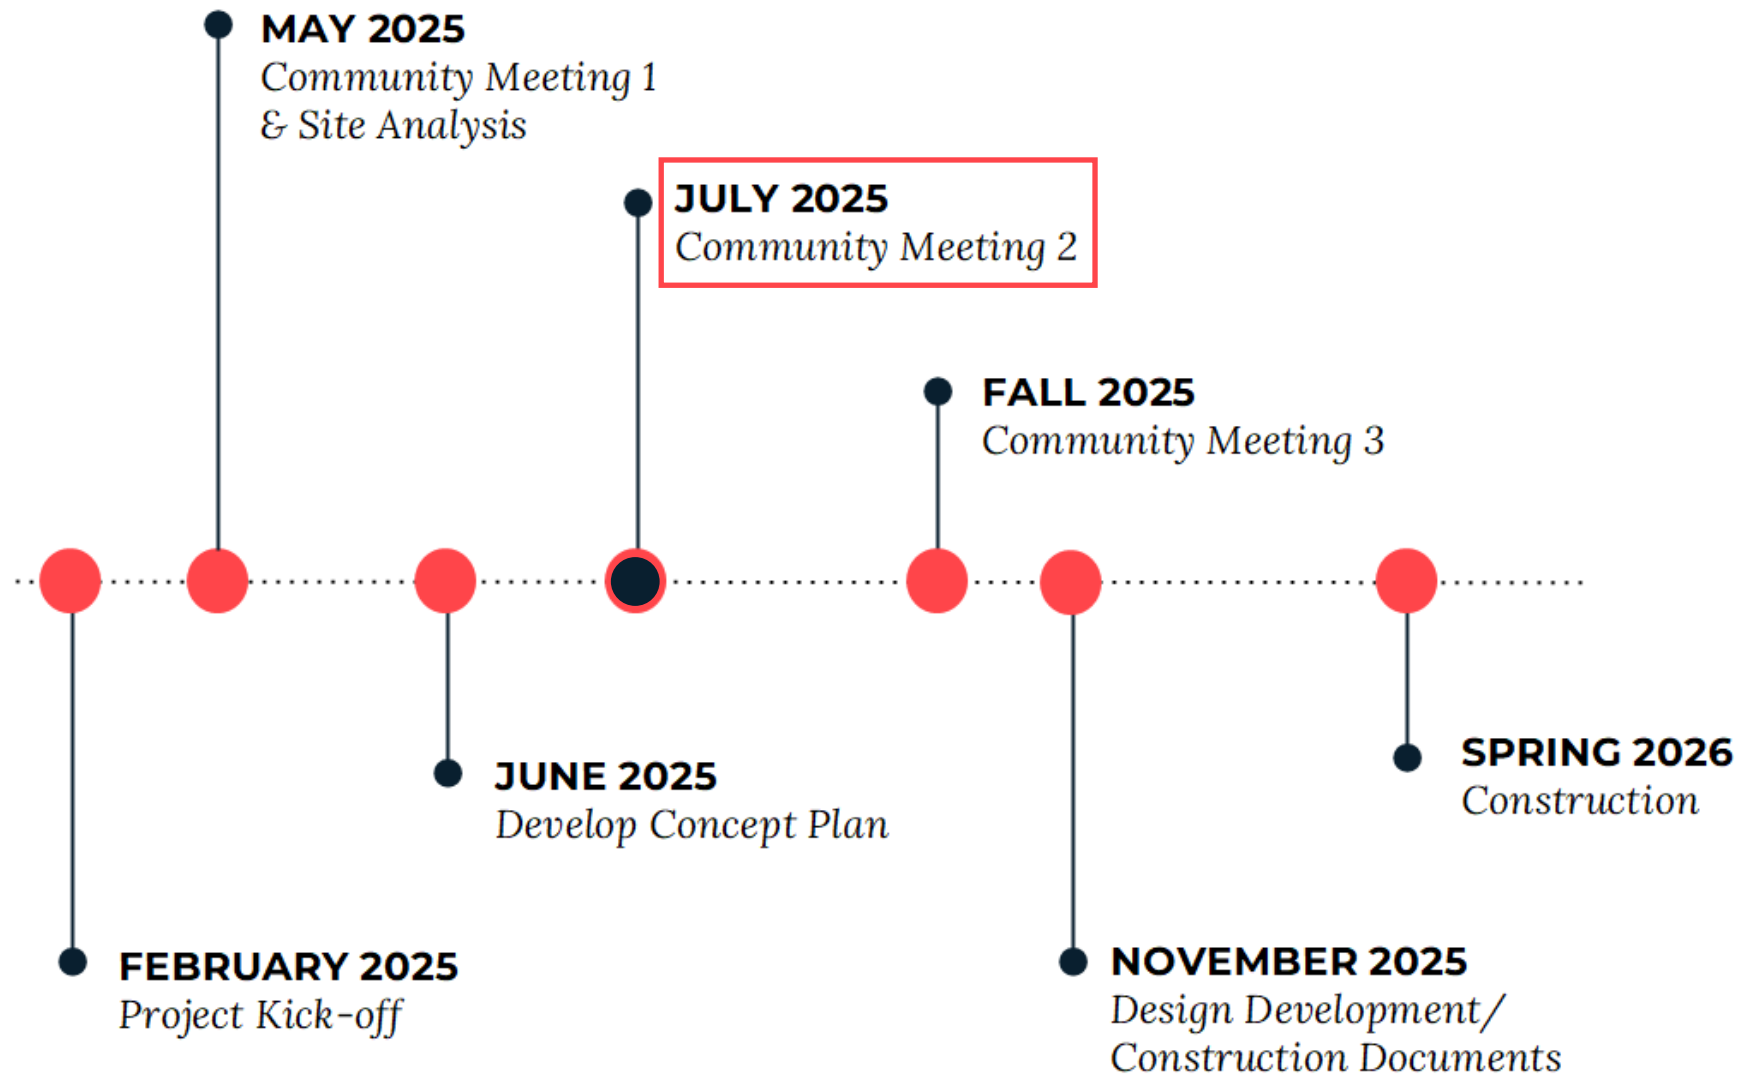 MAY 2025
Community Meeting 1
& Site Analysis
JULY 2025
Community Meeting 2
FALL 2025
Community Meeting 3
JUNE 2025
Develop Concept Plan
SPRING 2026
Construction
FEBRUARY 2025
Project Kick-off
NOVEMBER 2025
Design Development/
Construction Documents